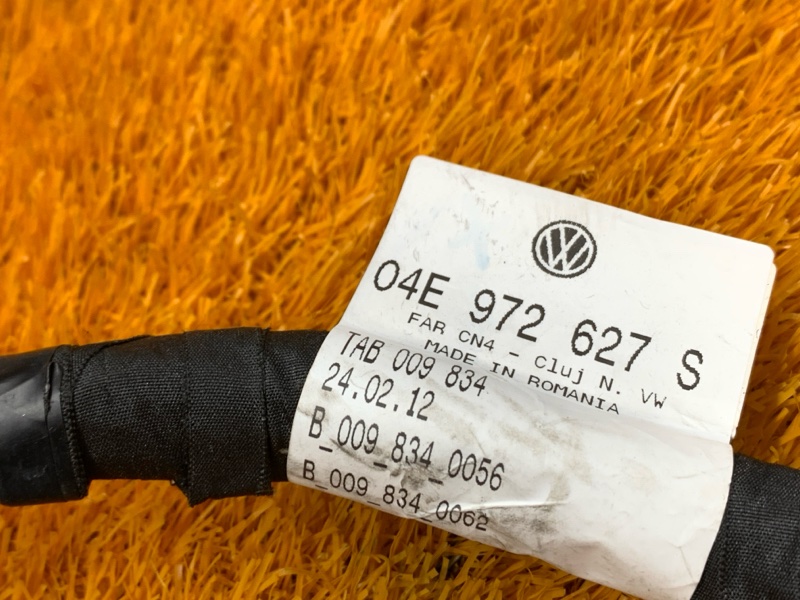 04E 972 627 S
FAR CN4 - Cluj N. VW
MADE IN ROMANIA
TAB 009 834
24.02.12
B_009_834_0056
B_009_834_0062